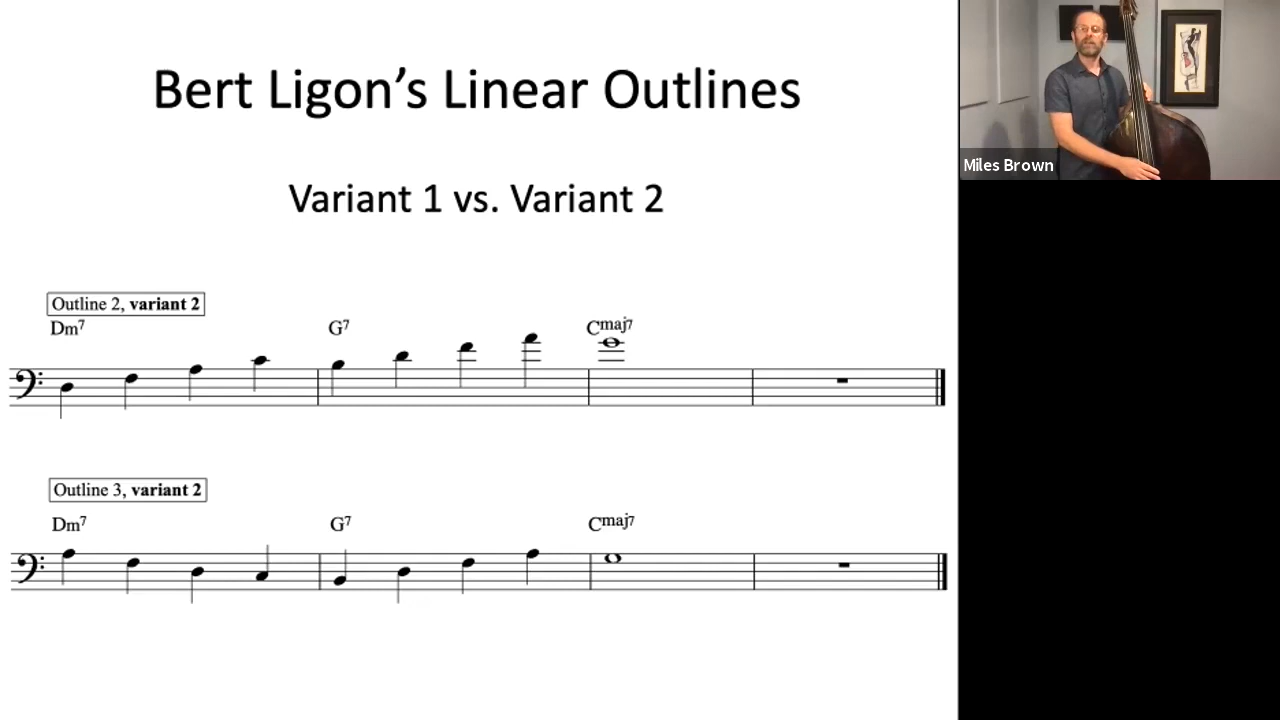 Bert Ligon’s Linear Outlines
Miles Brown
Variant 1 vs. Variant 2
Outline 2, variant 2
Dm7 G7 Cmaj7
Outline 3, variant 2
Dm7 G7 Cmaj7